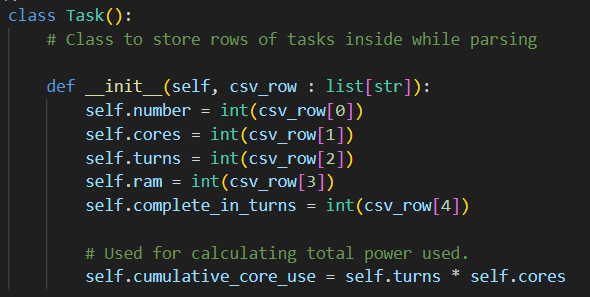 class Task():
# Class to store rows of tasks inside while parsing
def __init__(self, csv_row : list[str]):
self.number = int(csv_row[0])
self.cores = int(csv_row[1])
self.turns = int(csv_row[2])
self.ram = int(csv_row[3])
self.complete_in_turns = int(csv_row[4])
# Used for calculating total power used.
self.cumulative_core_use = self.turns * self.cores